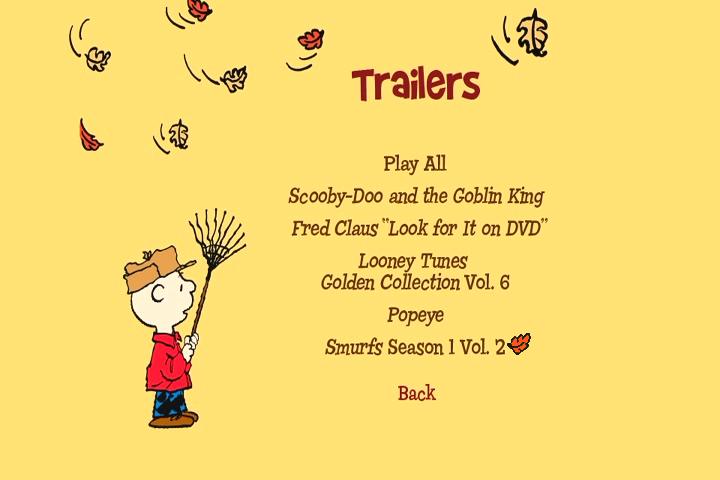 Trailers
Play All
Scooby-Doo and the Goblin King
Fred Claus "Look for It on DVD"
Looney Tunes
Golden Collection Vol. 6
Popeye
Smurfs Season 1 Vol. 2
Back